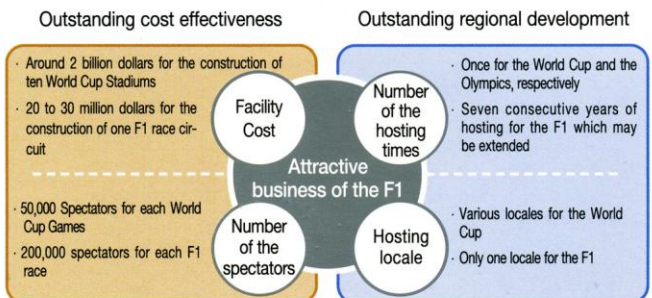 Outstanding cost effectiveness
· Around 2 billion dollars for the construction of
ten World Cup Stadiums
· 20 to 30 million dollars for the
construction of one F1 race cir-
cuit
Facility
Cost
· 50,000 Spectators for each World
Cup Games
· 200,000 spectators for each F1
race
Number
of the
spectators
Attractive
business of the F1
Outstanding regional development
Number
of the
hosting
times
· Once for the World Cup and the
Olympics, respectively
· Seven consecutive years of
hosting for the F1 which may
be extended
Hosting
locale
· Various locales for the World
Cup
· Only one locale for the F1